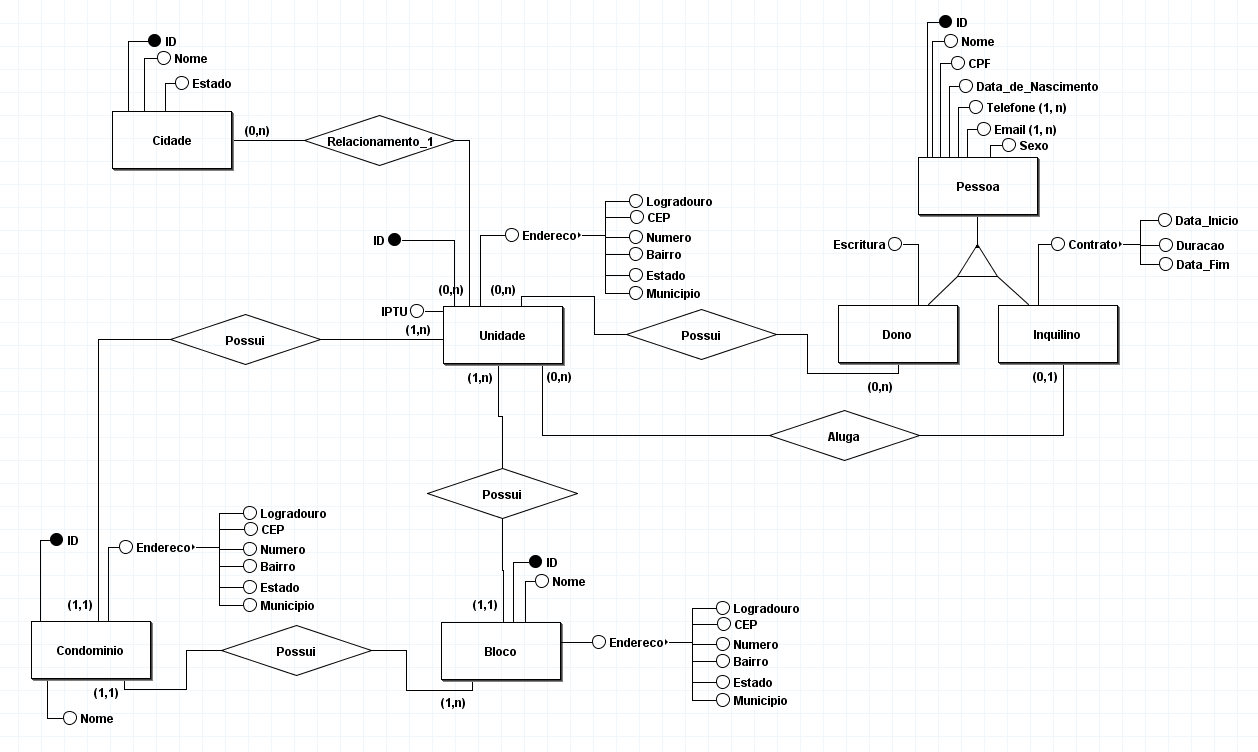 ID
Nome
Estado
Cidade
(0,n)
Relacionamento_1
ID
Nome
CPF
Data_de_Nascimento
Telefone (1, n)
Email (1, n)
Sexo
Pessoa
Logradouro
CEP
Endereco
Numero
Bairro
Estado
Municipio
ID
(0,n)
(0,n)
IPTU
(1,n)
Unidade
(1,n)
(0,n)
Possui
Possui
Escritura
Contrato
Data_Inicio
Duracao
Data_Fim
Dono
Inquilino
(0,n)
(0,1)
Aluga
Possui
Logradouro
CEP
ID
Endereco
Numero
Bairro
Estado
Municipio
(1,1)
Condominio
(1,1)
Nome
Possui
ID
Nome
(1,1)
Bloco
(1,n)
Logradouro
CEP
Endereco
Numero
Bairro
Estado
Municipio